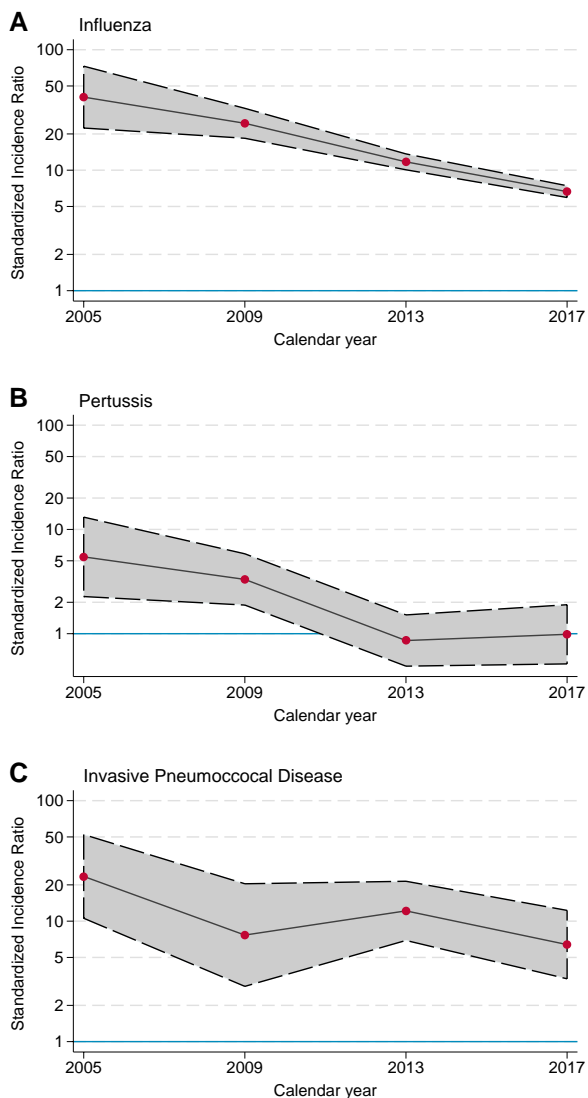 A
Influenza
100
50
20
10
5
2
1
Standardized Incidence Ratio
2005 2009 2013 2017
Calendar year
B
Pertussis
100
50
20
10
5
2
1
Standardized Incidence Ratio
2005 2009 2013 2017
Calendar year
C
Invasive Pneumoccocal Disease
100
50
20
10
5
2
1
Standardized Incidence Ratio
2005 2009 2013 2017
Calendar year